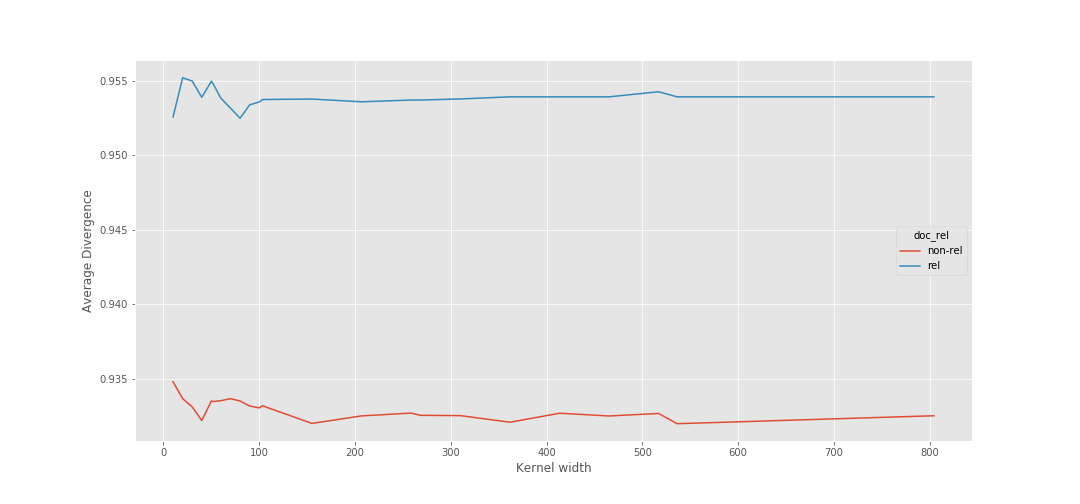 0.955
0.950
0.945
0.940
0.935
Average Divergence
doc_rel
non-rel
rel
0 100 200 300 400 500 600 700 800
Kernel width